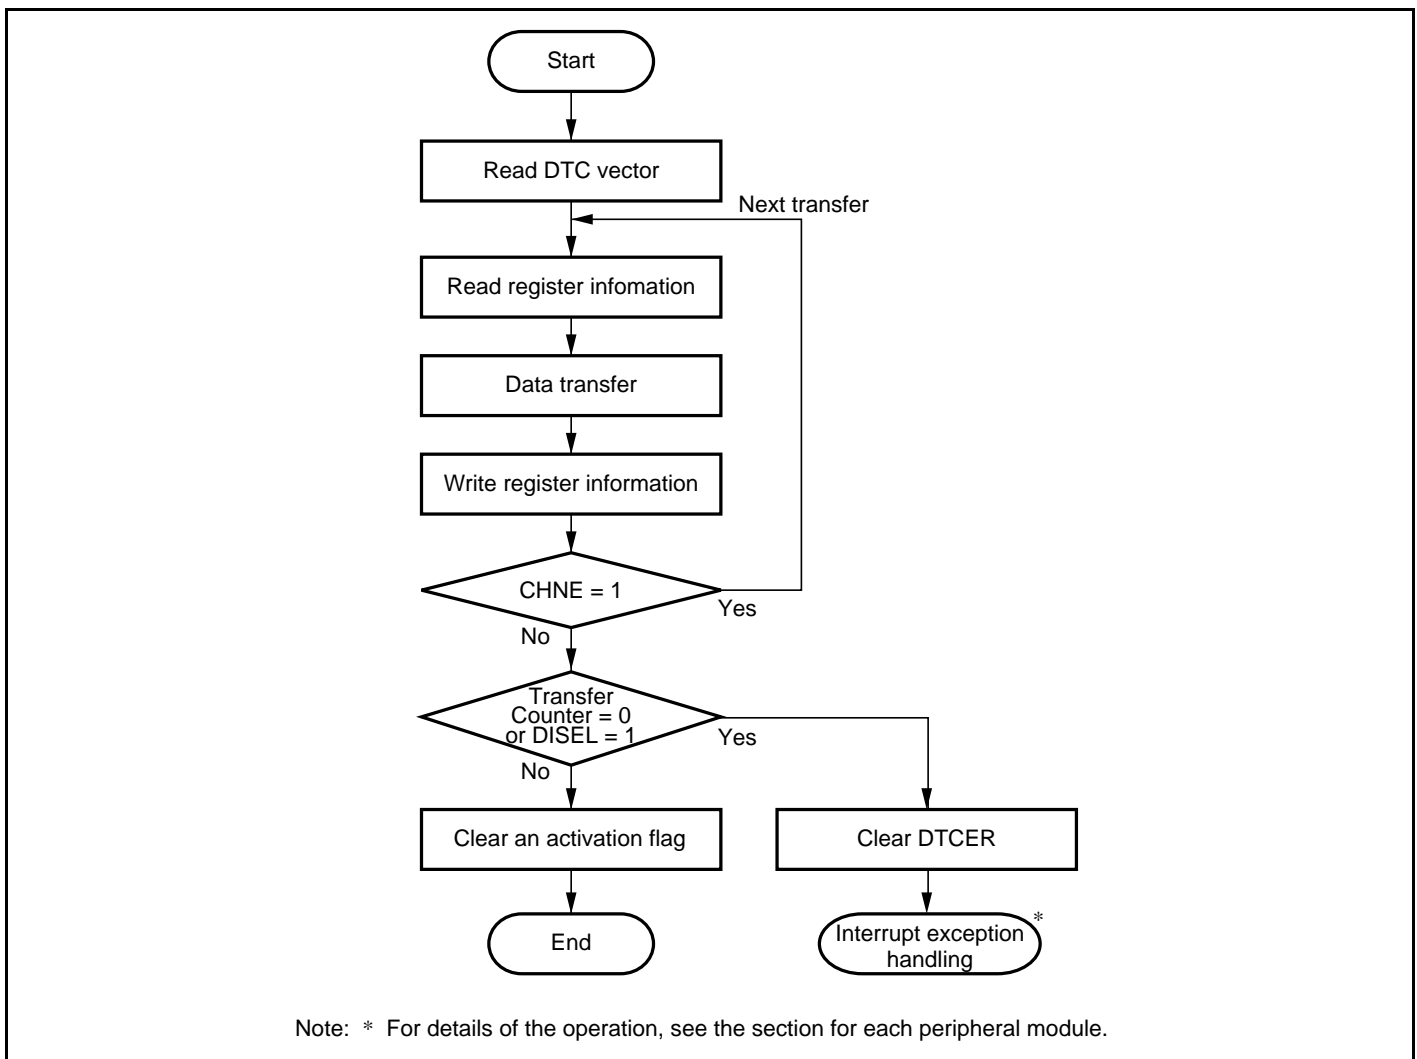 Start
Read DTC vector
Next transfer
Read register infomation
Data transfer
Write register information
CHNE = 1
Yes
No
Transfer
Counter = 0
or DISEL = 1
Yes
No
Clear an activation flag
Clear DTCER
End
Interrupt exception
handling
*
Note: * For details of the operation, see the section for each peripheral module.